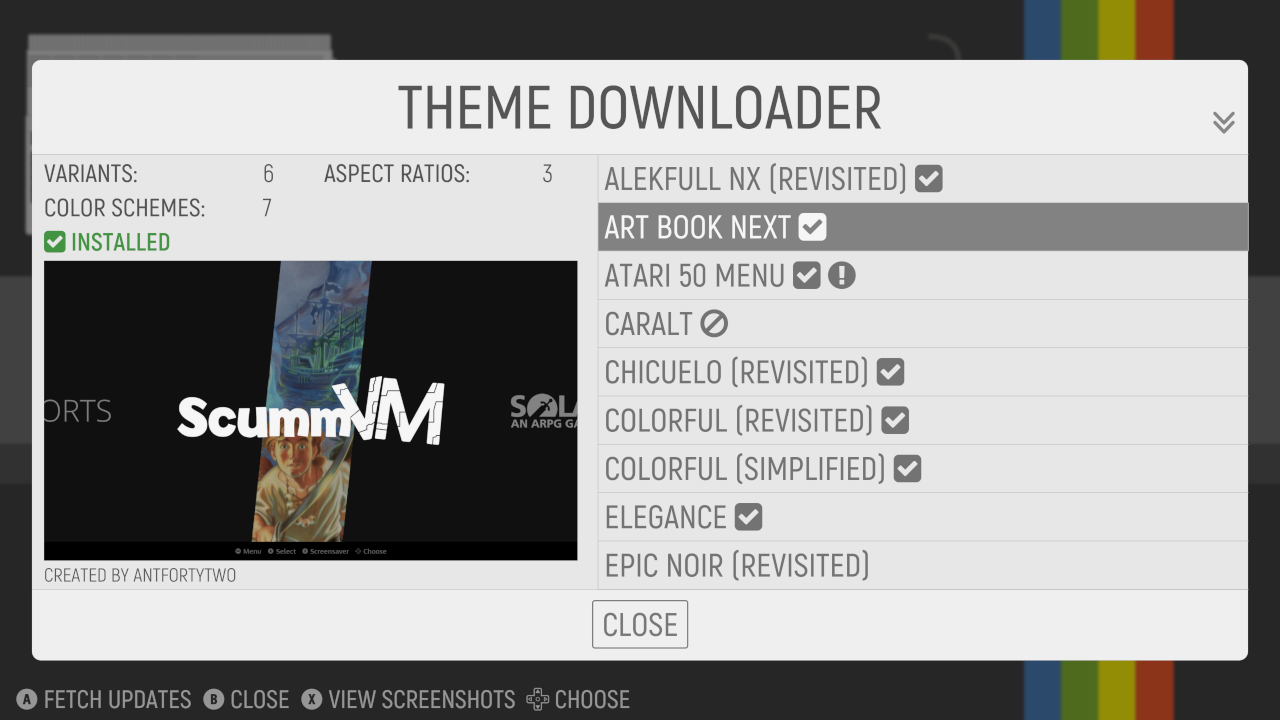 THEME DOWNLOADER
VARIANTS: 6 ASPECT RATIOS: 3
COLOR SCHEMES: 7
INSTALLED
ORTS
ScummVM
SOLA
AN ARPG GA
Menu Select Screensaver Choose
CREATED BY ANTFORTYTWO
ALEKFULL NX (REVISITED)
ART BOOK NEXT
ATARI 50 MENU
CARALT
CHICUELO (REVISITED)
COLORFUL (REVISITED)
COLORFUL (SIMPLIFIED)
ELEGANCE
EPIC NOIR (REVISITED)
CLOSE
A FETCH UPDATES B CLOSE X VIEW SCREENSHOTS CHOOSE